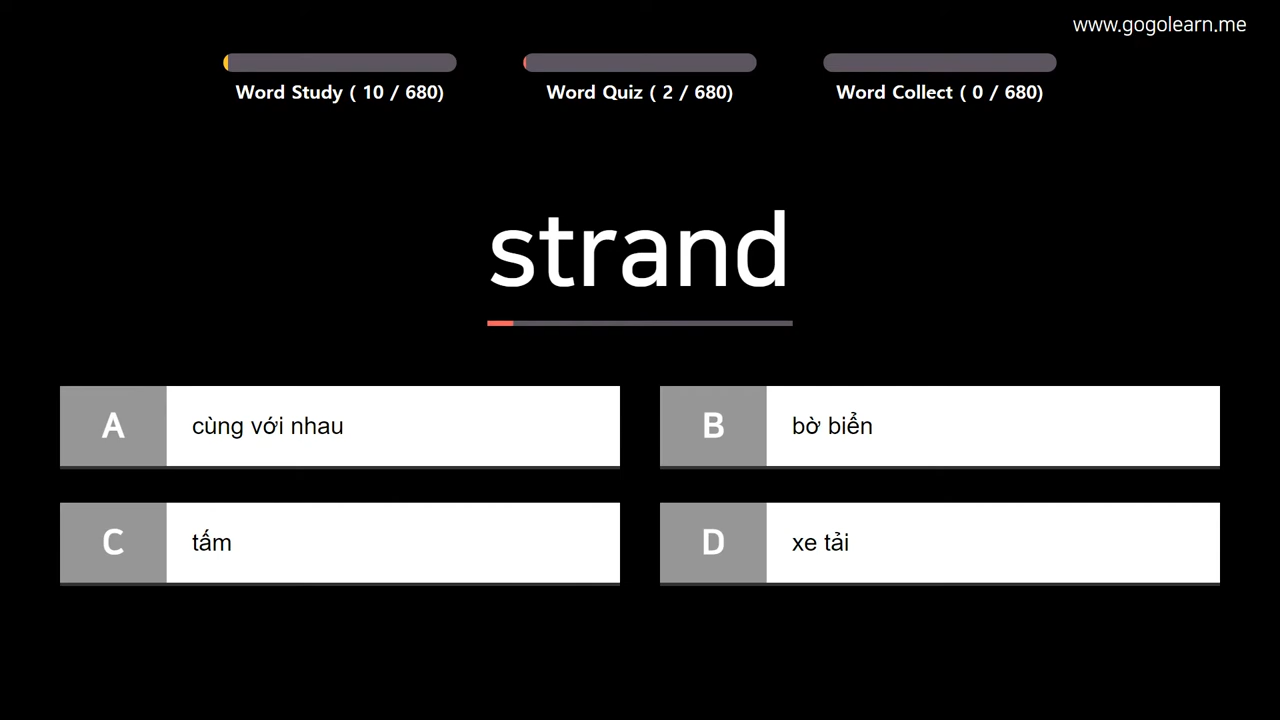 www.gogolearn.me
Word Study ( 10 / 680)
Word Quiz ( 2 / 680)
Word Collect ( 0 / 680)
strand
A
cùng với nhau
B
bờ biển
C
tấm
D
xe tải